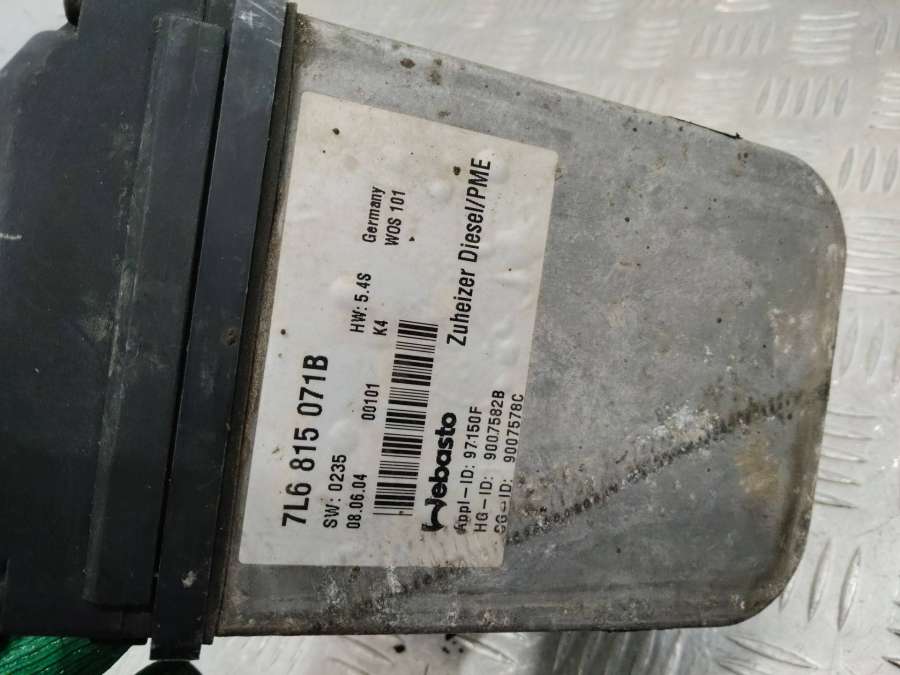 7L6 815 071B
SW: 0235 HW: 5.4S Germany
08.06.04 00101 K4 WOS 101
Webasto Zuheizer Diesel/PME
Appl-ID: 97150F
HG-ID: 9007582B
SG-ID: 9007578C